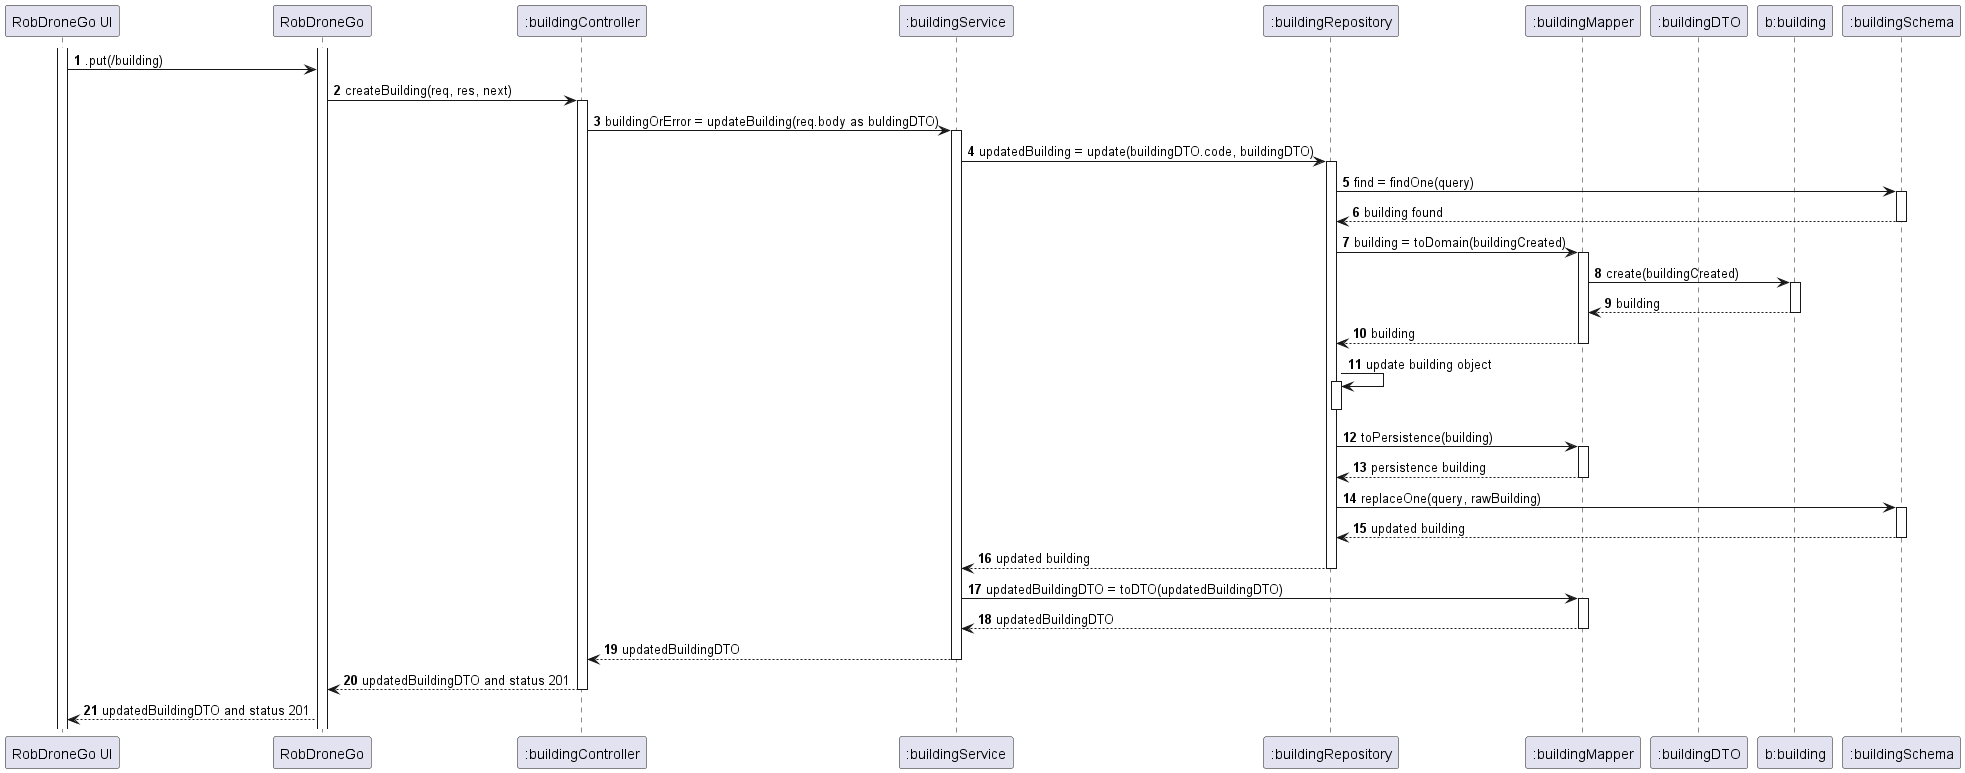 RobDroneGo UI
RobDroneGo
:buildingController
:buildingService
:buildingRepository
:buildingMapper
:buildingDTO
b:building
:buildingSchema
1 .put(/building)
2 createBuilding(req, res, next)
3 buildingOrError = updateBuilding(req.body as buldingDTO)
4 updatedBuilding = update(buildingDTO.code, buildingDTO)
5 find = findOne(query)
6 building found
7 building = toDomain(buildingCreated)
8 create(buildingCreated)
9 building
10 building
11 update building object
12 toPersistence(building)
13 persistence building
14 replaceOne(query, rawBuilding)
15 updated building
16 updated building
17 updatedBuildingDTO = toDTO(updatedBuildingDTO)
18 updatedBuildingDTO
19 updatedBuildingDTO
20 updatedBuildingDTO and status 201
21 updatedBuildingDTO and status 201
RobDroneGo UI
RobDroneGo
:buildingController
:buildingService
:buildingRepository
:buildingMapper
:buildingDTO
b:building
:buildingSchema